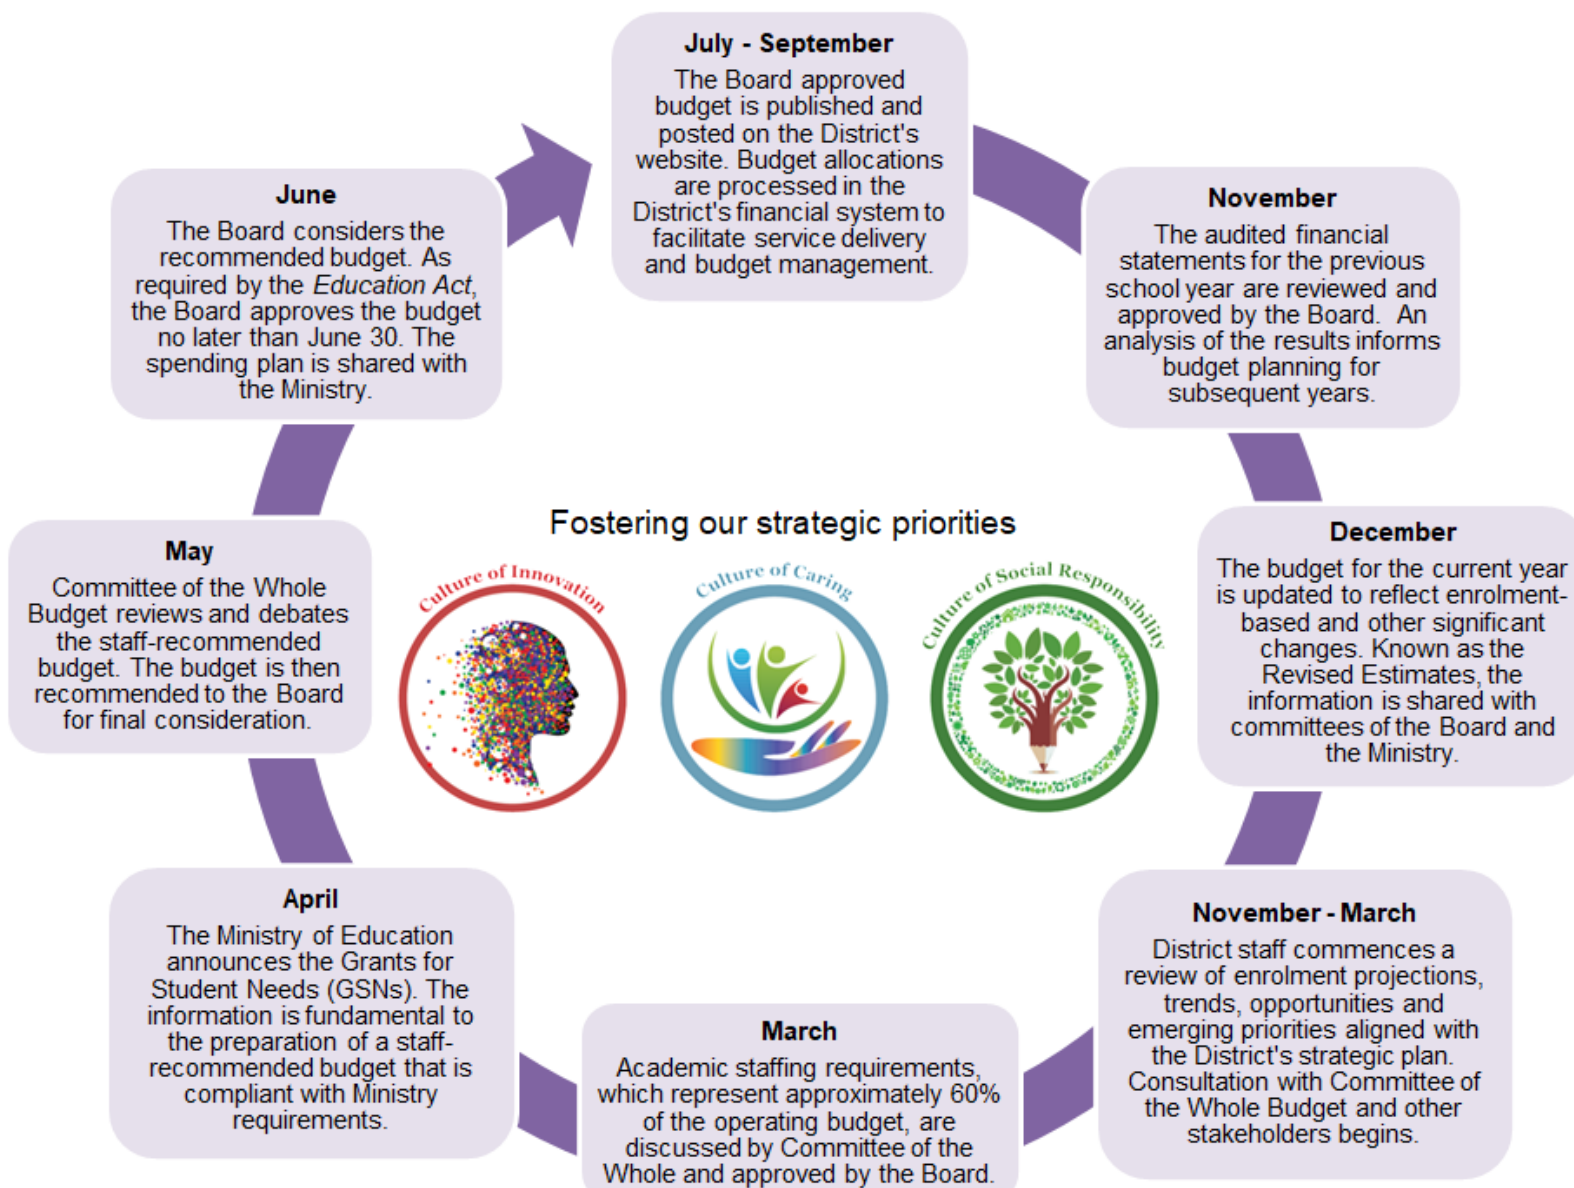 July - September
The Board approved
budget is published and
posted on the District's
website. Budget allocations
are processed in the
District's financial system to
facilitate service delivery
and budget management.
November
The audited financial
statements for the previous
school year are reviewed and
approved by the Board.  An
analysis of the results informs
budget planning for
subsequent years.
December
The budget for the current year
is updated to reflect enrolment-
based and other significant
changes. Known as the
Revised Estimates, the
information is shared with
committees of the Board and
the Ministry.
November - March
District staff commences a
review of enrolment projections,
trends, opportunities and
emerging priorities aligned with
the District's strategic plan.
Consultation with Committee of
the Whole Budget and other
stakeholders begins.
March
Academic staffing requirements,
which represent approximately 60%
of the operating budget, are
discussed by Committee of the
Whole and approved by the Board.
April
The Ministry of Education
announces the Grants for
Student Needs (GSNs). The
information is fundamental to
the preparation of a staff-
recommended budget that is
compliant with Ministry
requirements.
May
Committee of the Whole
Budget reviews and debates
the staff-recommended
budget. The budget is then
recommended to the Board
for final consideration.
June
The Board considers the
recommended budget. As
required by the Education Act,
the Board approves the budget
no later than June 30. The
spending plan is shared with
the Ministry.
Fostering our strategic priorities
Culture of Innovation
Culture of Caring
Culture of Social Responsibility